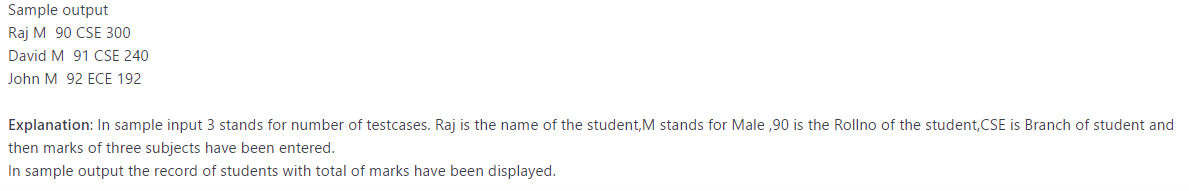 Sample output
Raj M  90 CSE 300
David M  91 CSE 240
John M  92 ECE 192
Explanation: In sample input 3 stands for number of testcases. Raj is the name of the student,M stands for Male ,90 is the Rollno of the student,CSE is Branch of student and
then marks of three subjects have been entered.
In sample output the record of students with total of marks have been displayed.